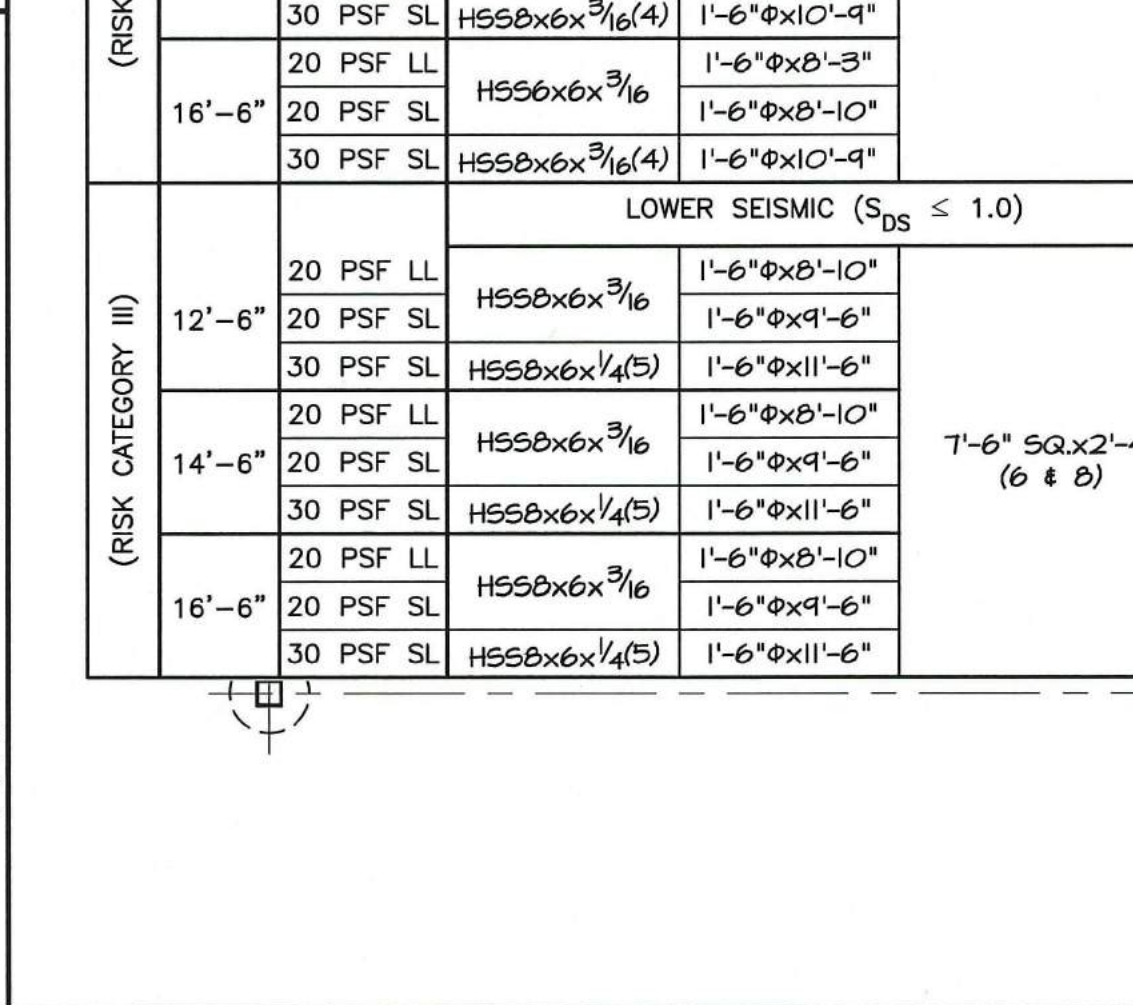 (RISK
30 PSF SL HSS8x6x3/16(4) 1'-6"Φx10'-9"
16'-6"
20 PSF LL HSS6x6x3/16 1'-6"Φx8'-3"
20 PSF SL 1'-6"Φx8'-10"
30 PSF SL HSS8x6x3/16(4) 1'-6"Φx10'-9"
(RISK CATEGORY III)
LOWER SEISMIC (SDS ≤ 1.0)
12'-6"
20 PSF LL HSS8x6x3/16 1'-6"Φx8'-10"
20 PSF SL 1'-6"Φx9'-6"
30 PSF SL HSS8x6x1/4(5) 1'-6"Φx11'-6"
14'-6"
20 PSF LL HSS8x6x3/16 1'-6"Φx8'-10"
20 PSF SL 1'-6"Φx9'-6"
30 PSF SL HSS8x6x1/4(5) 1'-6"Φx11'-6"
16'-6"
20 PSF LL HSS8x6x3/16 1'-6"Φx8'-10"
20 PSF SL 1'-6"Φx9'-6"
30 PSF SL HSS8x6x1/4(5) 1'-6"Φx11'-6"
7'-6" SQ.x2'-
(6 & 8)